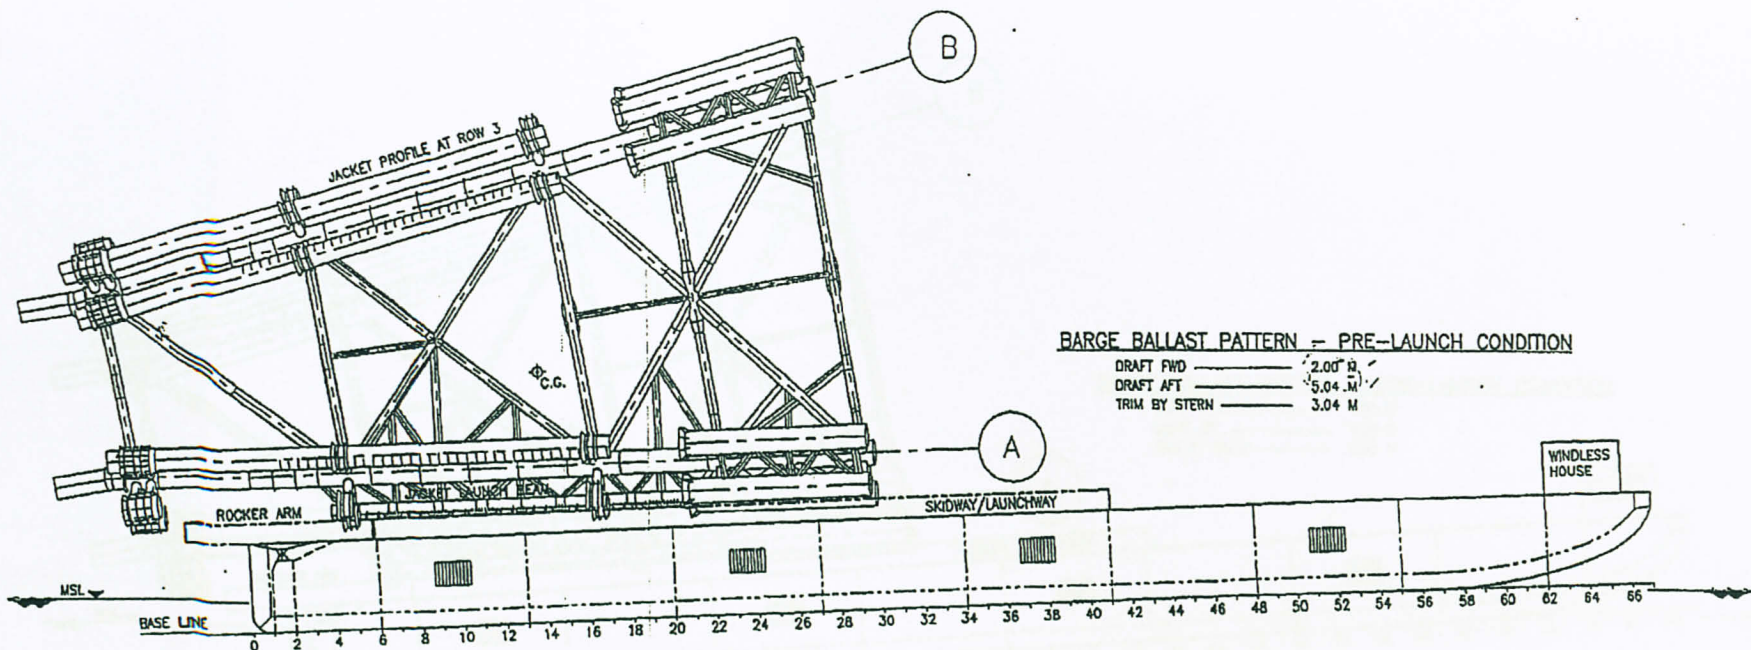 B
JACKET PROFILE AT ROW 3
C.G.
BARGE BALLAST PATTERN - PRE-LAUNCH CONDITION
DRAFT FWD 2.00 M
DRAFT AFT 5.04 M
TRIM BY STERN 3.04 M
A
WINDLESS
HOUSE
JACKET LAUNCH BEAM
ROCKER ARM
SKIDWAY/LAUNCHWAY
MSL
BASE LINE
0 2 4 6 8 10 12 14 16 18 20 22 24 26 28 30 32 34 36 38 40 42 44 46 48 50 52 54 56 58 60 62 64 66